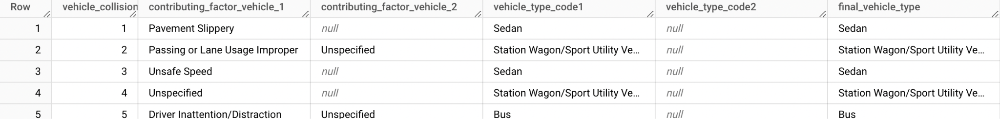 Row vehicle_collision contributing_factor_vehicle_1 contributing_factor_vehicle_2 vehicle_type_code1 vehicle_type_code2 final_vehicle_type
1 1 Pavement Slippery null Sedan null Sedan
2 2 Passing or Lane Usage Improper Unspecified Station Wagon/Sport Utility Ve... null Station Wagon/Sport Utility Ve...
3 3 Unsafe Speed null Sedan null Sedan
4 4 Unspecified null Station Wagon/Sport Utility Ve... null Station Wagon/Sport Utility Ve...
5 5 Driver Inattention/Distraction Unspecified Bus null Bus